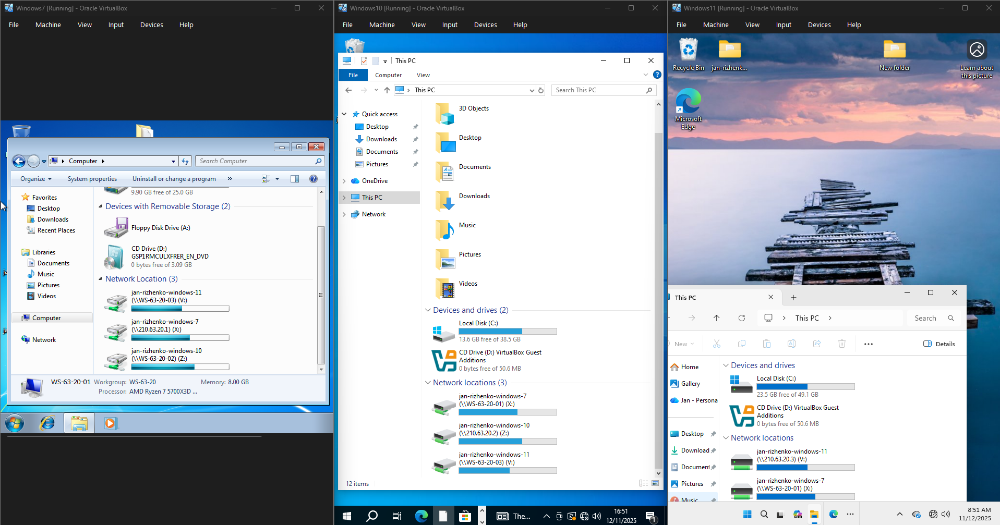 Windows7 [Running] - Oracle VirtualBox
File Machine View Input Devices Help
Computer
Search Computer
Organize System properties Uninstall or change a program »
Favorites
Desktop
Downloads
Recent Places
Libraries
Documents
Music
Pictures
Videos
Computer
Network
9.90 GB free of 25.0 GB
Devices with Removable Storage (2)
Floppy Disk Drive (A:)
CD Drive (D:)
GSP1RMCULXFRER_EN_DVD
0 bytes free of 3.09 GB
Network Location (3)
jan-rizhenko-windows-11
(\\WS-63-20-03) (V:)
jan-rizhenko-windows-7
(\\210.63.20.1) (X:)
jan-rizhenko-windows-10
(\\WS-63-20-02) (Z:)
WS-63-20-01 Workgroup: WS-63-20 Memory: 8.00 GB
Processor: AMD Ryzen 7 5700X3D ...
Windows10 [Running] - Oracle VirtualBox
File Machine View Input Devices Help
This PC
File Computer View
This PC
Search This PC
Quick access
Desktop
Downloads
Documents
Pictures
OneDrive
This PC
Network
3D Objects
Desktop
Documents
Downloads
Music
Pictures
Videos
Devices and drives (2)
Local Disk (C:)
13.6 GB free of 38.5 GB
CD Drive (D:) VirtualBox Guest
Additions
0 bytes free of 50.6 MB
Network locations (3)
jan-rizhenko-windows-7
(\\WS-63-20-01) (X:)
jan-rizhenko-windows-10
(\\210.63.20.2) (Z:)
jan-rizhenko-windows-11
(\\WS-63-20-03) (V:)
12 items
The...
16:51
12/11/2025
1
Windows11 [Running] - Oracle VirtualBox
File Machine View Input Devices Help
Recycle Bin
jan-rizhenk...
New folder
Learn about
this picture
Microsoft
Edge
This PC
This PC
Search
New
Details
Home
Gallery
Jan - Persona
Desktop
Download
Document
Pictures
Music
Devices and drives
Local Disk (C:)
23.5 GB free of 49.1 GB
CD Drive (D:) VirtualBox Guest
Additions
0 bytes free of 50.6 MB
Network locations
jan-rizhenko-windows-11
(\\210.63.20.3) (V:)
jan-rizhenko-windows-7
(\\WS-63-20-01) (X:)
8:51 AM
11/12/2025